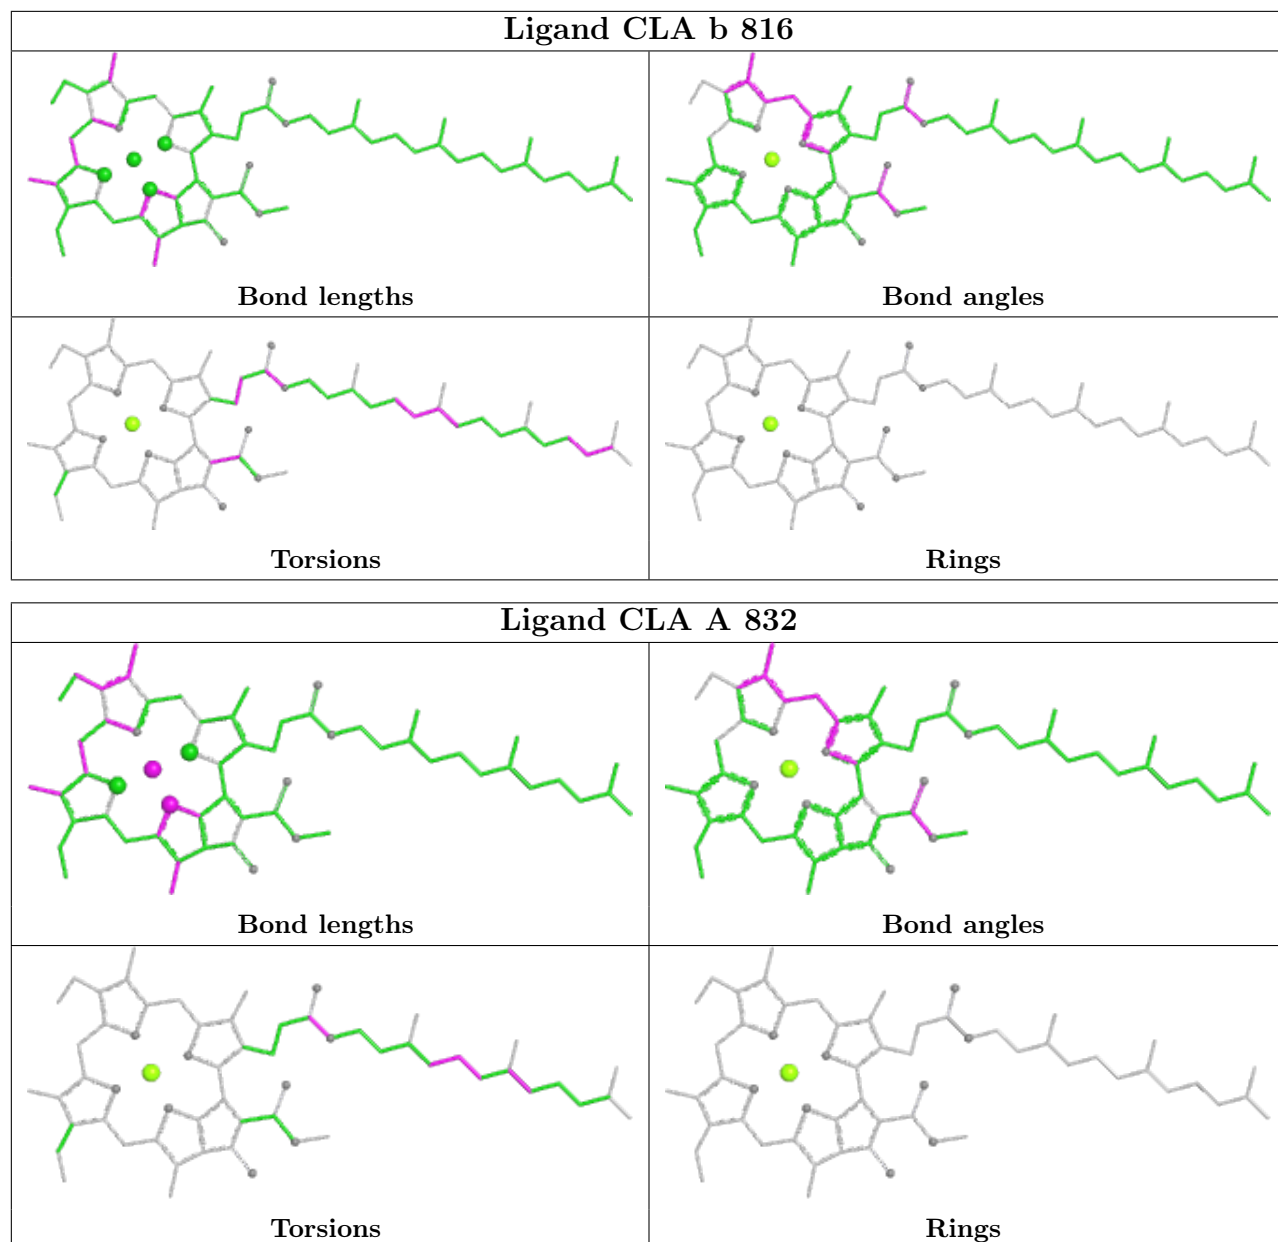 Ligand CLA b 816
Bond lengths
Bond angles
Torsions
Rings
Ligand CLA A 832
Bond lengths
Bond angles
Torsions
Rings